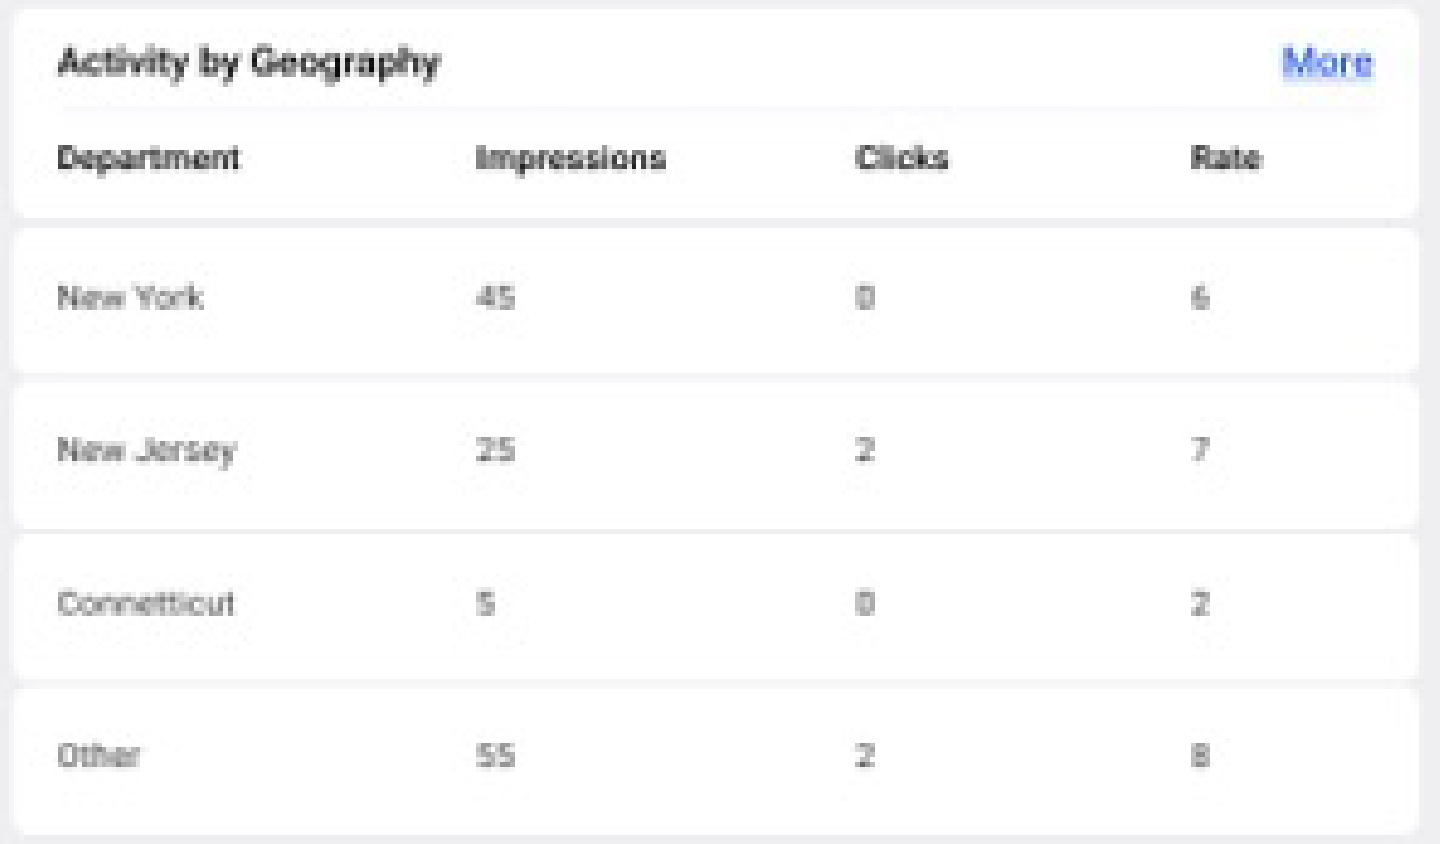 Activity by Geography More
Department Impressions Clicks Rate
New York 45 0 6
New Jersey 25 2 7
Connetticut 5 0 2
Other 55 2 8